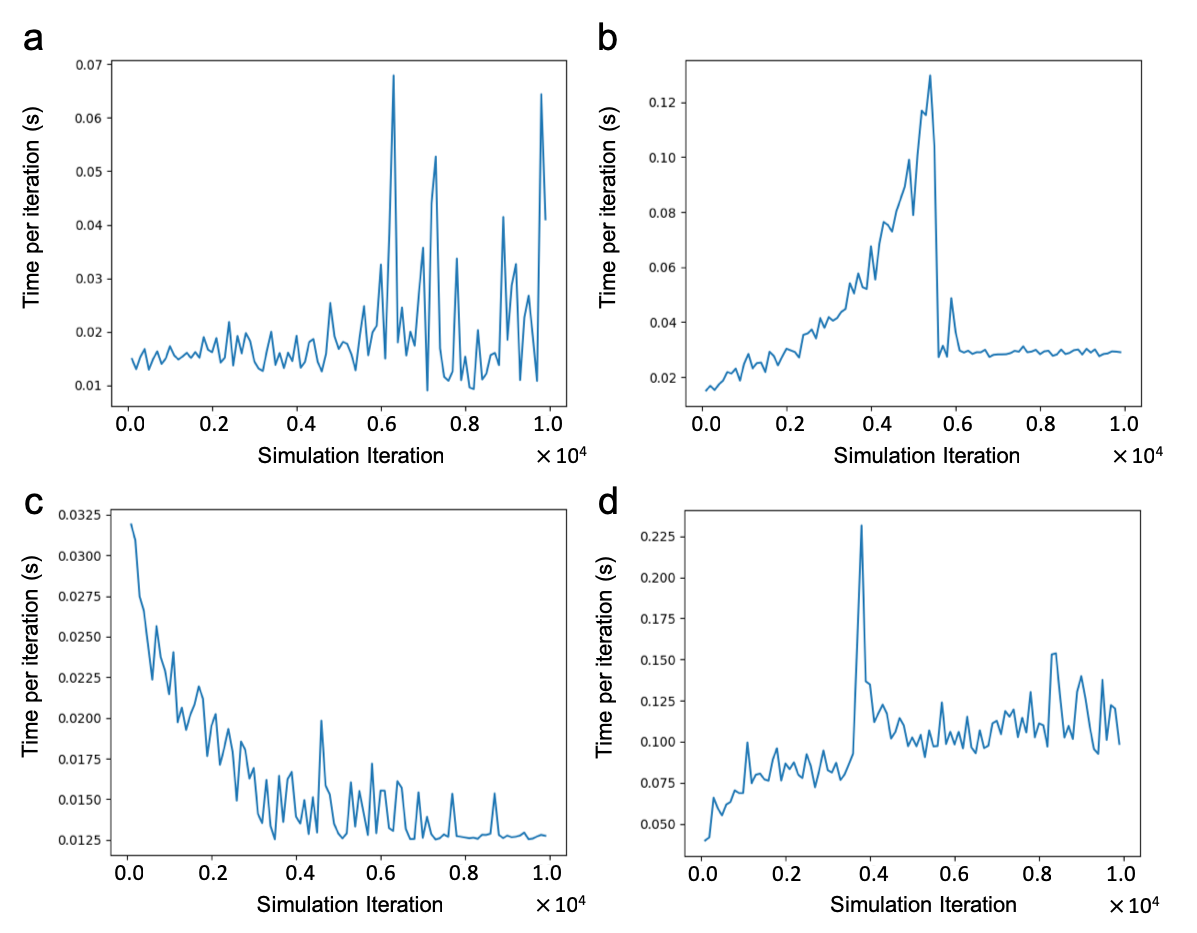 a
0.07
0.06
0.05
0.04
0.03
0.02
0.01
Time per iteration (s)
0.0 0.2 0.4 0.6 0.8 1.0
Simulation Iteration ×10⁴
b
0.12
0.10
0.08
0.06
0.04
0.02
Time per iteration (s)
0.0 0.2 0.4 0.6 0.8 1.0
Simulation Iteration ×10⁴
c
0.0325
0.0300
0.0275
0.0250
0.0225
0.0200
0.0175
0.0150
0.0125
Time per iteration (s)
0.0 0.2 0.4 0.6 0.8 1.0
Simulation Iteration ×10⁴
d
0.225
0.200
0.175
0.150
0.125
0.100
0.075
0.050
Time per iteration (s)
0.0 0.2 0.4 0.6 0.8 1.0
Simulation Iteration ×10⁴